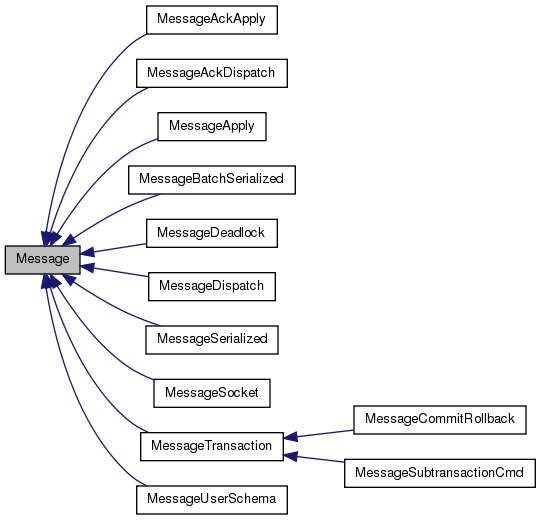 MessageAckApply
MessageAckDispatch
MessageApply
MessageBatchSerialized
MessageDeadlock
Message
MessageDispatch
MessageSerialized
MessageSocket
MessageCommitRollback
MessageTransaction
MessageSubtransactionCmd
MessageUserSchema